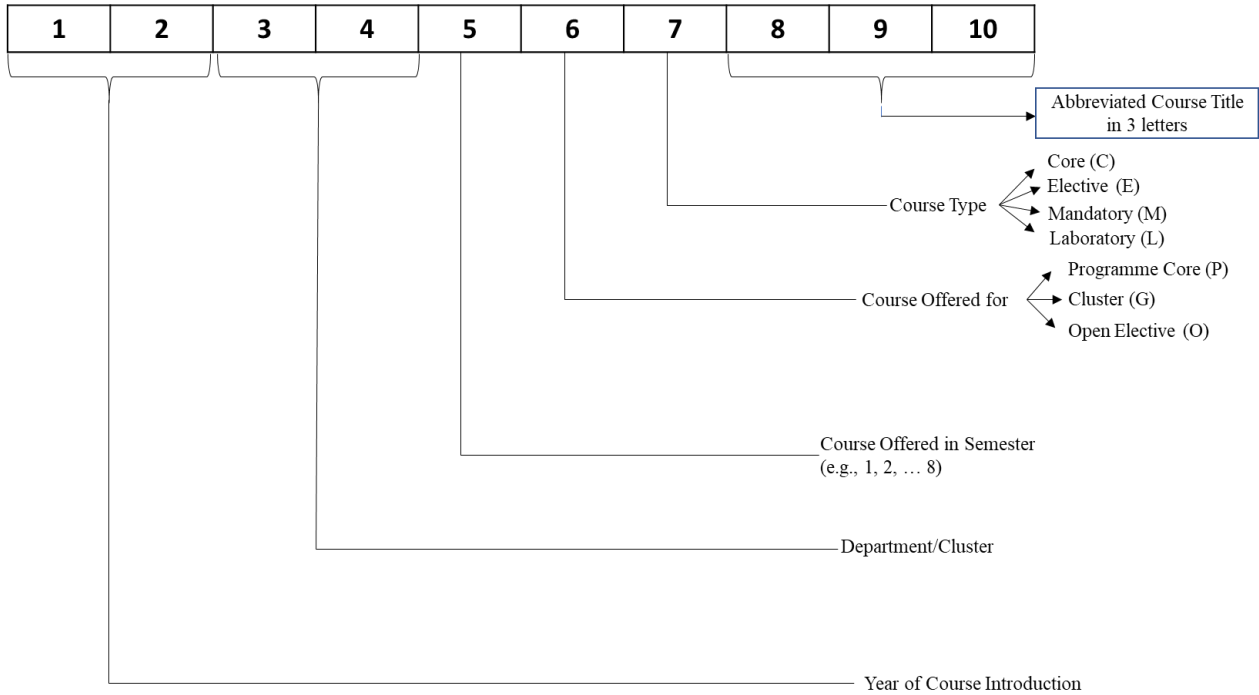 1 2 3 4 5 6 7 8 9 10
Abbreviated Course Title
in 3 letters
Core (C)
Elective (E)
Course Type
Mandatory (M)
Laboratory (L)
Programme Core (P)
Course Offered for
Cluster (G)
Open Elective (O)
Course Offered in Semester
(e.g., 1, 2, … 8)
Department/Cluster
Year of Course Introduction